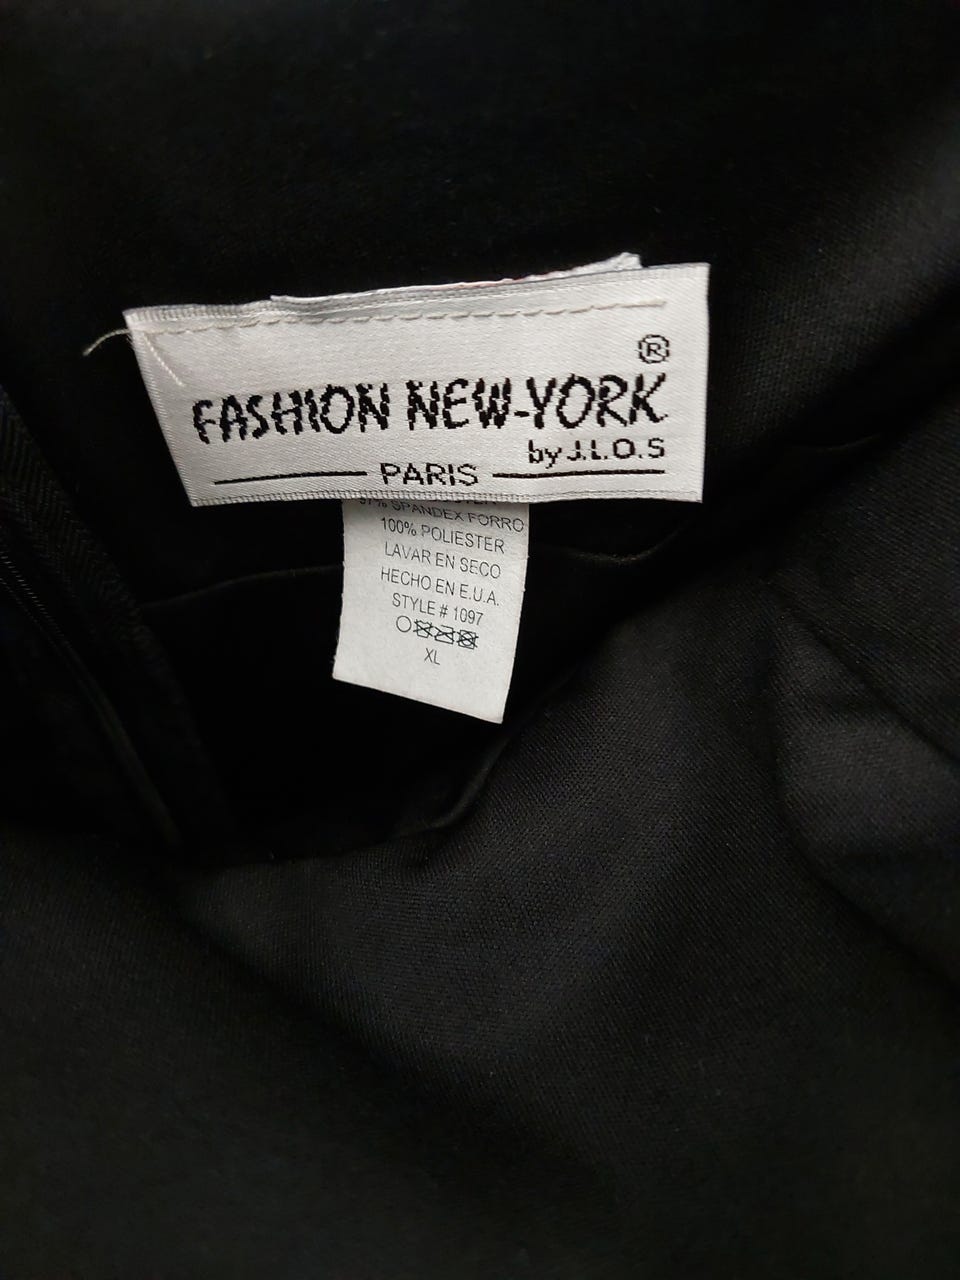 ®
FASHION NEW-YORK
by J.L.O.S
PARIS
SPANDEX FORRO
100% POLIESTER
LAVAR EN SECO
HECHO EN E.U.A.
STYLE # 1097
XL